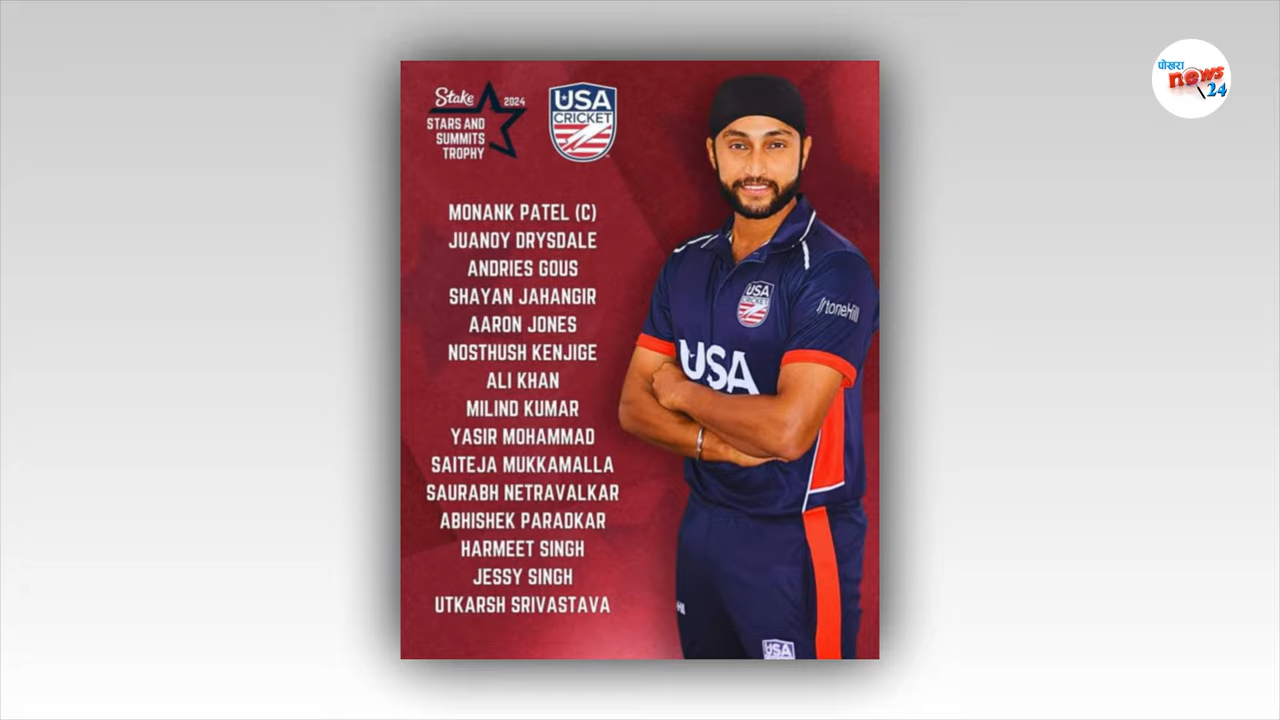 पोखरा
news
24
Stake 2024
STARS AND
SUMMITS
TROPHY
USA
CRICKET
MONANK PATEL (C)
JUANOY DRYSDALE
ANDRIES GOUS
SHAYAN JAHANGIR
AARON JONES
NOSTHUSH KENJIGE
ALI KHAN
MILIND KUMAR
YASIR MOHAMMAD
SAITEJA MUKKAMALLA
SAURABH NETRAVALKAR
ABHISHEK PARADKAR
HARMEET SINGH
JESSY SINGH
UTKARSH SRIVASTAVA
USA
CRICKET
//toneHill
USA
USA